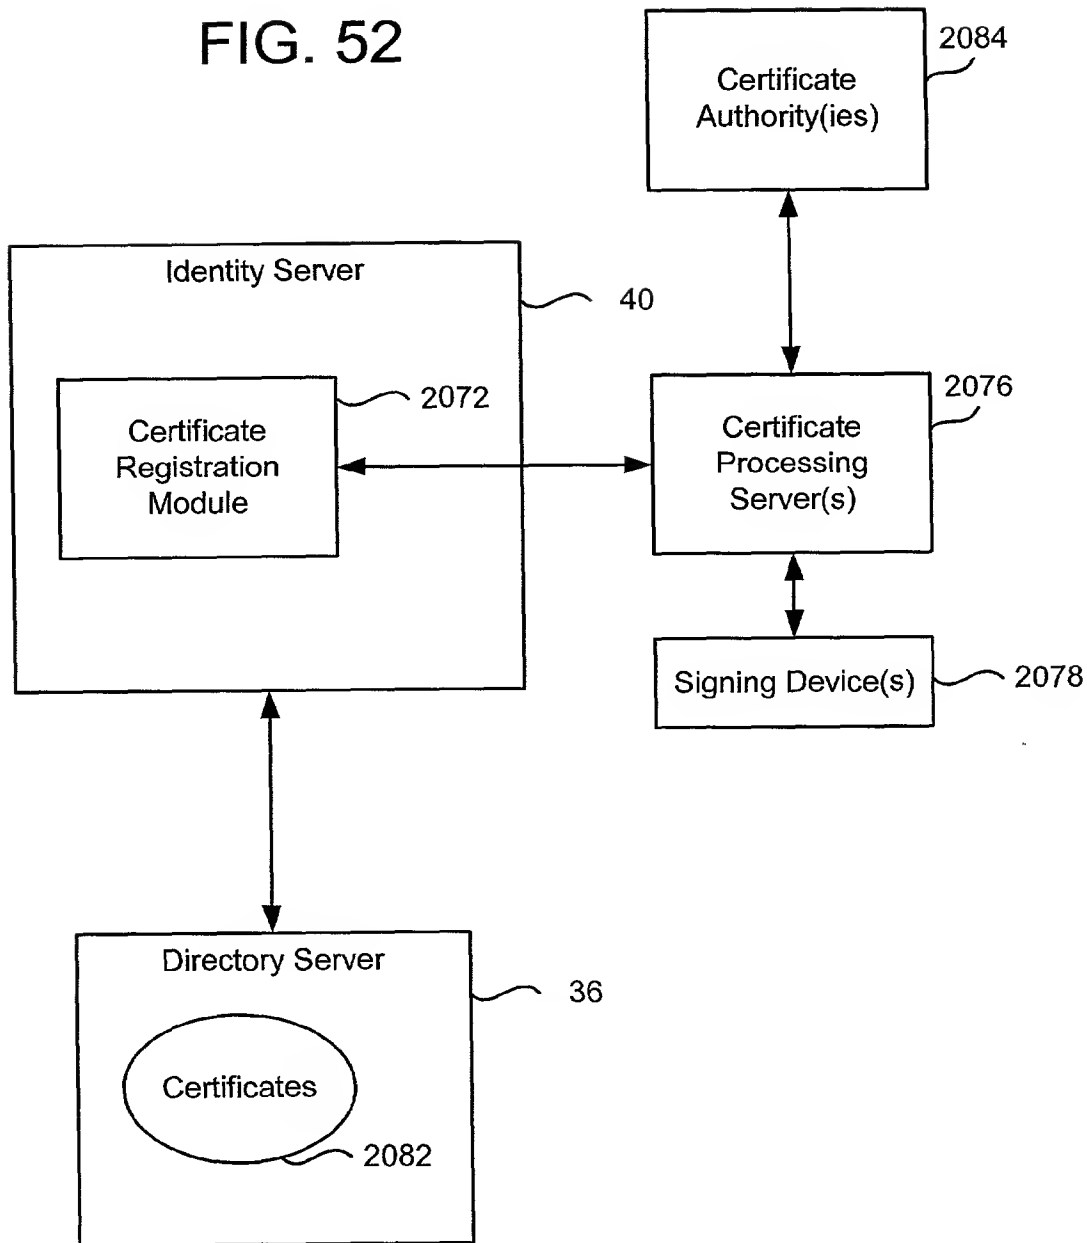 FIG. 52
2084
Certificate
Authority(ies)
Identity Server
40
2072
Certificate
Registration
Module
2076
Certificate
Processing
Server(s)
Signing Device(s)
2078
Directory Server
36
Certificates
2082